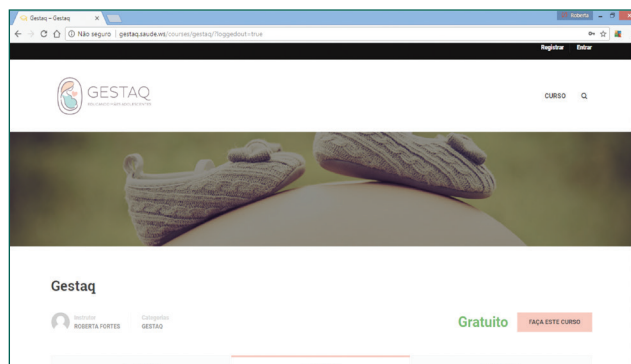 Gestaq – Gestaq
Roberta
Não seguro | gestaq.saude.ws/courses/gestaq/?loggedout=true
Registrar Entrar
GESTAQ
CURSO
Gestaq
Instrutor
ROBERTA FORTES
Categorias
GESTAQ
Gratuito
FAÇA ESTE CURSO